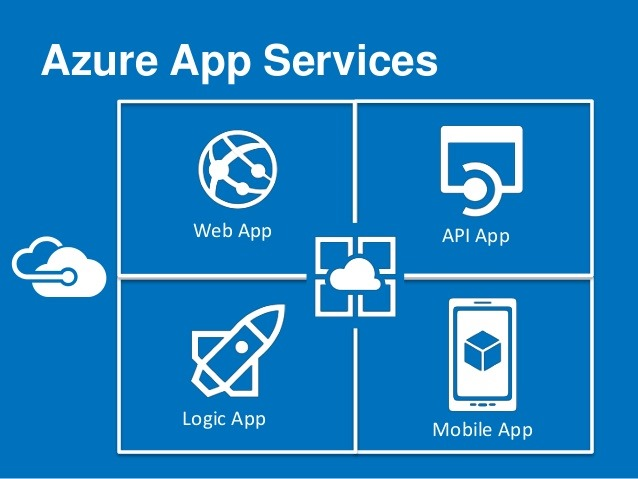 Azure App Services
Web App
API App
Logic App
Mobile App